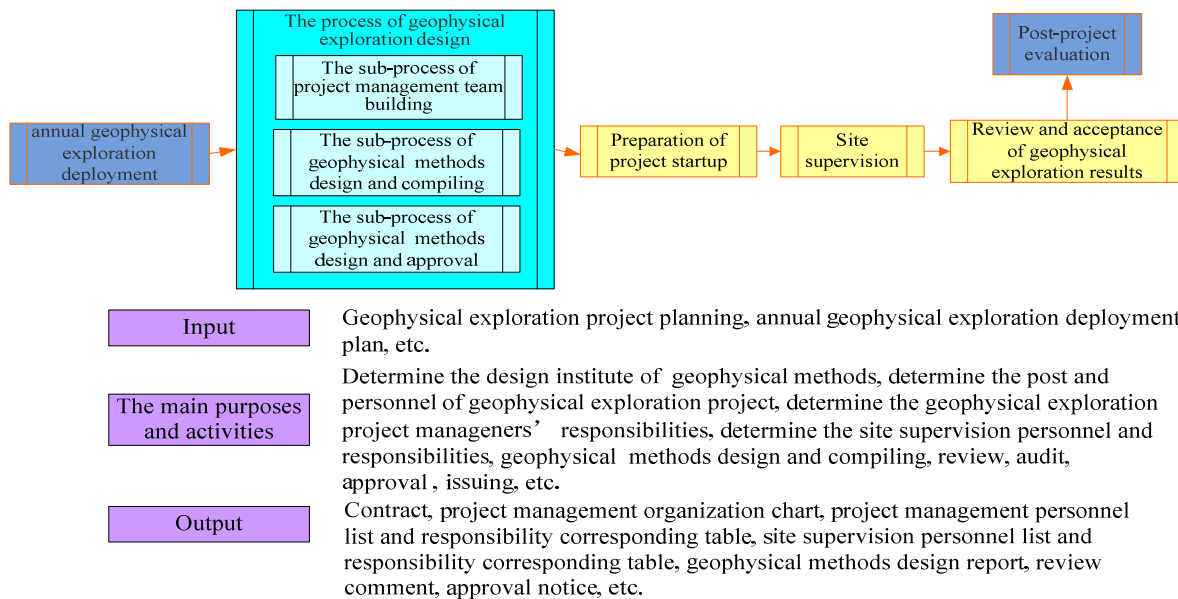 The process of geophysical
exploration design
The sub-process of
project management team
building
The sub-process of
geophysical methods
design and compiling
The sub-process of
geophysical methods
design and approval
annual geophysical
exploration
deployment
Preparation of
project startup
Site
supervision
Review and acceptance
of geophysical
exploration results
Post-project
evaluation
Input
Geophysical exploration project planning, annual geophysical exploration deployment
plan, etc.
The main purposes
and activities
Determine the design institute of geophysical methods, determine the post and
personnel of geophysical exploration project, determine the geophysical exploration
project manageners' responsibilities, determine the site supervision personnel and
responsibilities, geophysical methods design and compiling, review, audit,
approval , issuing, etc.
Output
Contract, project management organization chart, project management personnel
list and responsibility corresponding table, site supervision personnel list and
responsibility corresponding table, geophysical methods design report, review
comment, approval notice, etc.